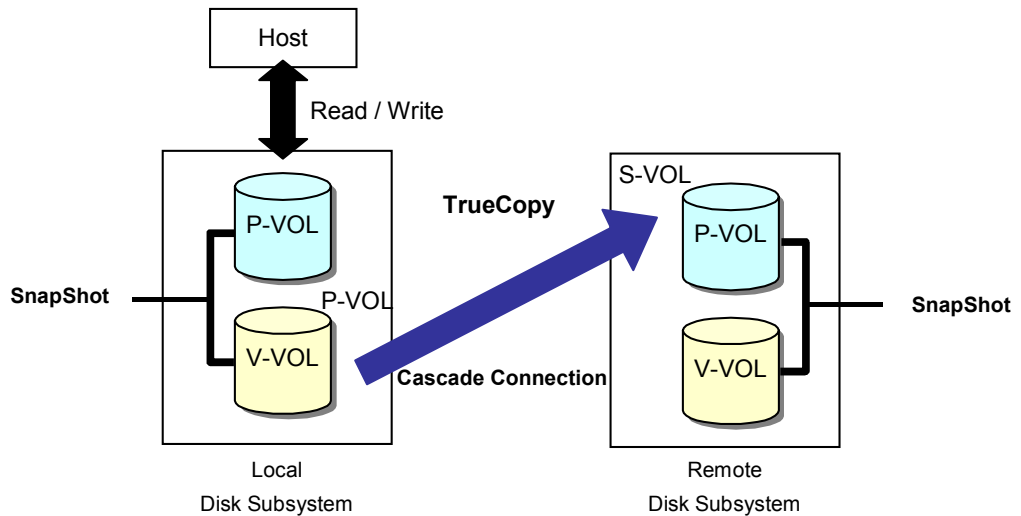 Host
Read / Write
S-VOL
TrueCopy
P-VOL
P-VOL
SnapShot
P-VOL
SnapShot
V-VOL
Cascade Connection
V-VOL
Local
Disk Subsystem
Remote
Disk Subsystem